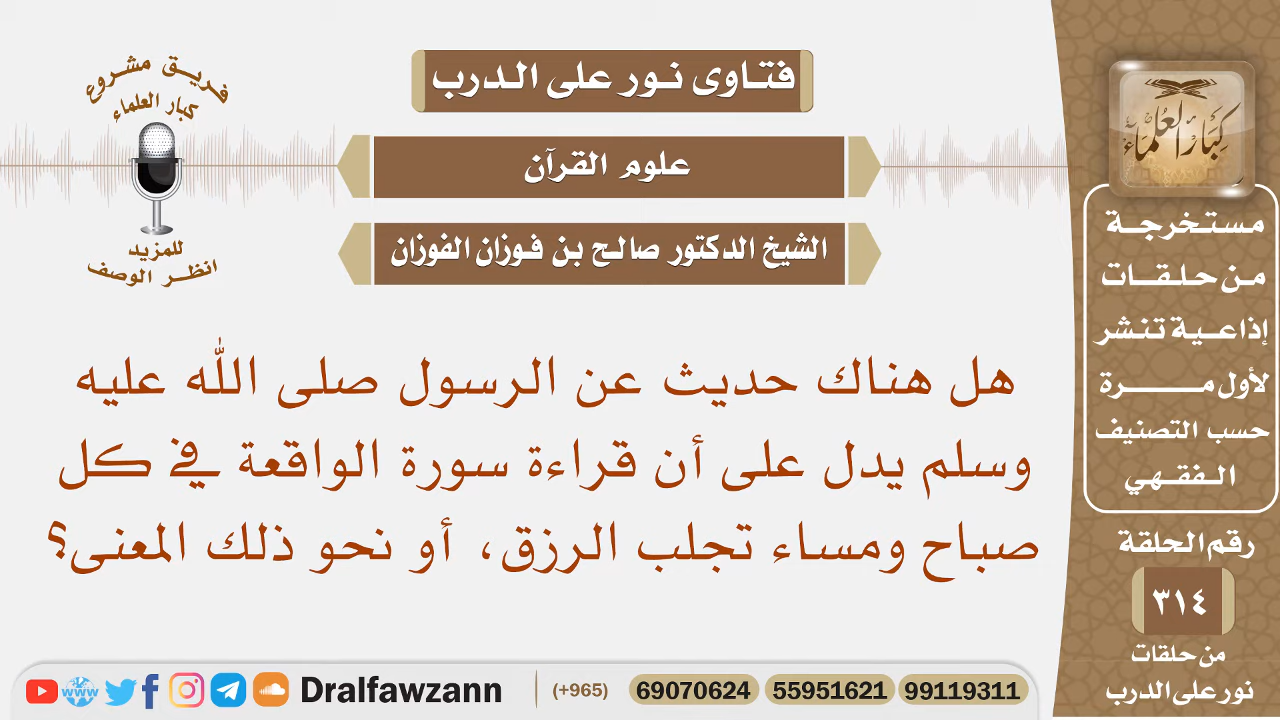 فتاوى نور على الدرب
علوم القرآن
الشيخ الدكتور صالح بن فوزان الفوزان
هل هناك حديث عن الرسول صلى الله عليه
وسلم يدل على أن قراءة سورة الواقعة في كل
صباح ومساء تجلب الرزق، أو نحو ذلك المعنى؟
فريق مشروع
كبار العلماء
للمزيد
انظر الوصف
كبار العلماء
مستخرجة
من حلقات
إذاعية تنشر
لأول مرة
حسب التصنيف
الفقهي
رقم الحلقة
٣١٤
من حلقات
نور على الدرب
www
Dralfawzann
(+965)
69070624
55951621
99119311